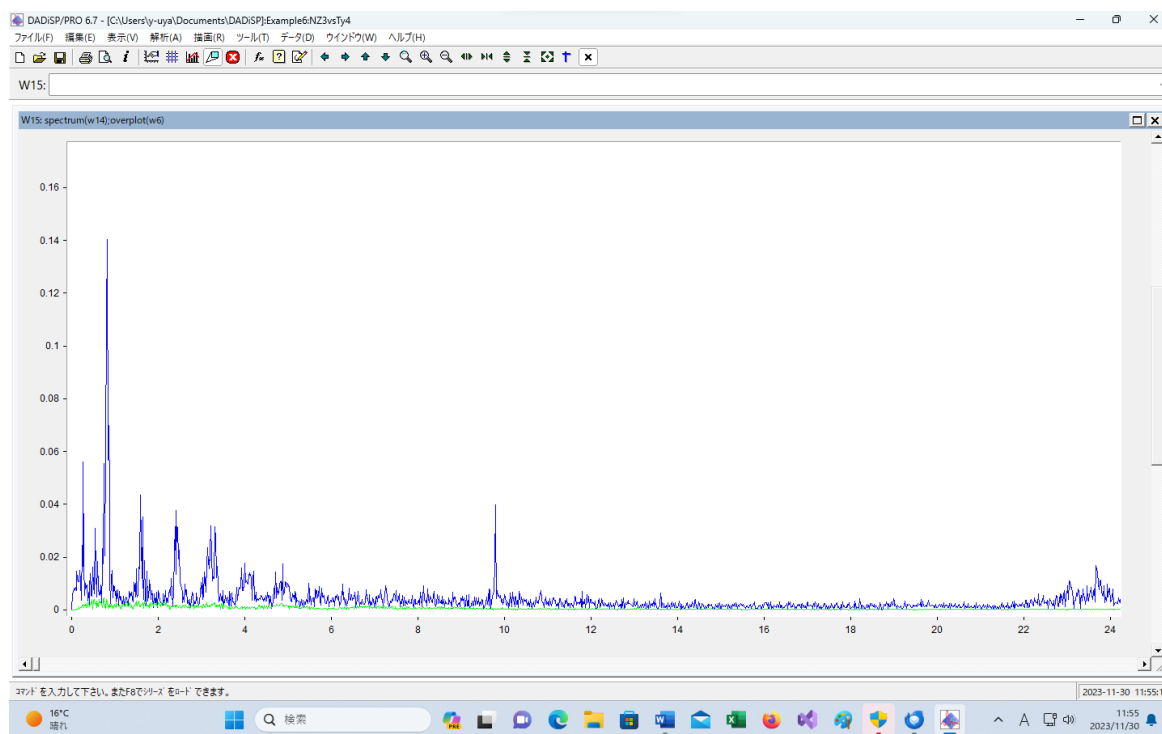 DADiSP/PRO 6.7 - [C:\Users\y-uya\Documents\DADiSP]:Example6:NZ3vsTy4
ファイル(F) 編集(E) 表示(V) 解析(A) 描画(R) ツール(T) データ(D) ウインドウ(W) ヘルプ(H)
W15:
W15: spectrum(w14);overplot(w6)
0.16
0.14
0.12
0.1
0.08
0.06
0.04
0.02
0
0 2 4 6 8 10 12 14 16 18 20 22 24
ｺﾏﾝﾄﾞを入力して下さい。またF8でｼﾘｰｽﾞをﾛｰﾄﾞできます。
2023-11-30 11:55:1
16°C
晴れ
検索
PRE
A
11:55
2023/11/30